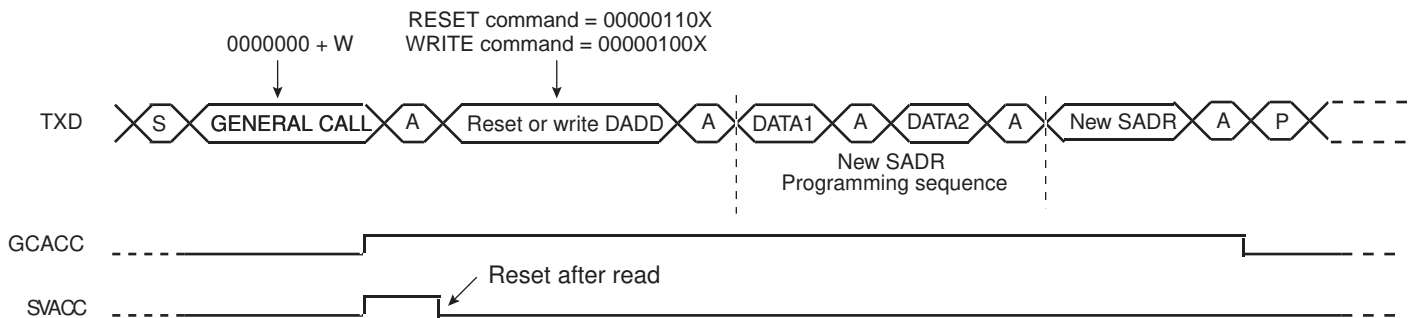 RESET command = 00000110X
0000000 + W WRITE command = 00000100X
TXD S GENERAL CALL A Reset or write DADD A DATA1 A DATA2 A New SADR A P
New SADR
Programming sequence
GCACC
Reset after read
SVACC